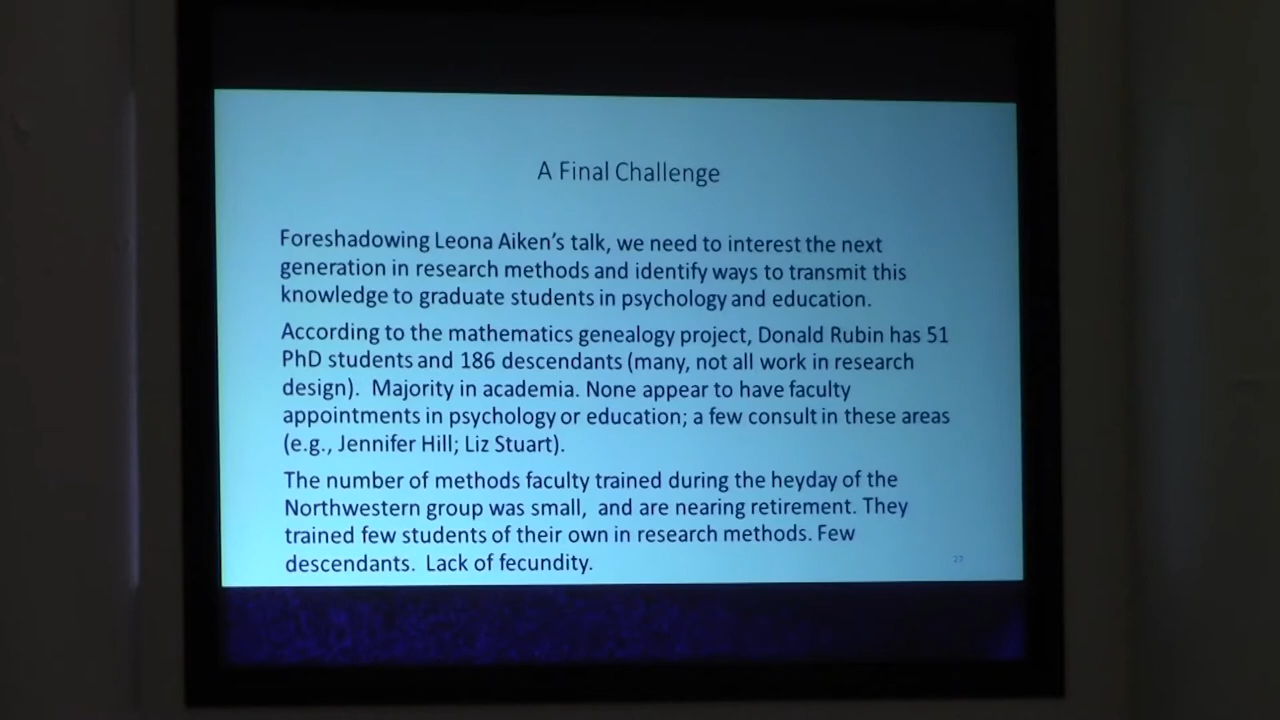 A Final Challenge
Foreshadowing Leona Aiken's talk, we need to interest the next
generation in research methods and identify ways to transmit this
knowledge to graduate students in psychology and education.
According to the mathematics genealogy project, Donald Rubin has 51
PhD students and 186 descendants (many, not all work in research
design).  Majority in academia. None appear to have faculty
appointments in psychology or education; a few consult in these areas
(e.g., Jennifer Hill; Liz Stuart).
The number of methods faculty trained during the heyday of the
Northwestern group was small,  and are nearing retirement. They
trained few students of their own in research methods. Few
descendants.  Lack of fecundity.
27